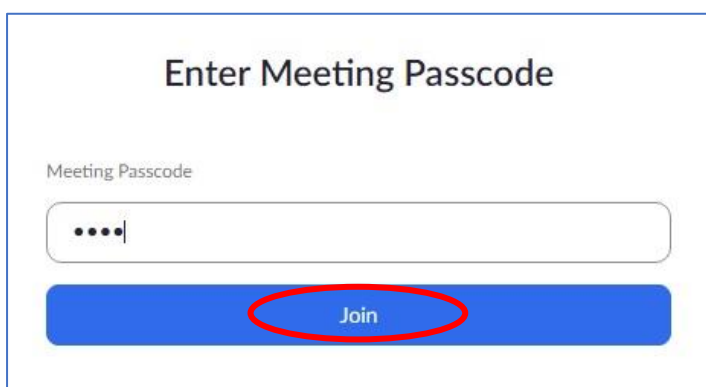 Enter Meeting Passcode
Meeting Passcode
••••
Join